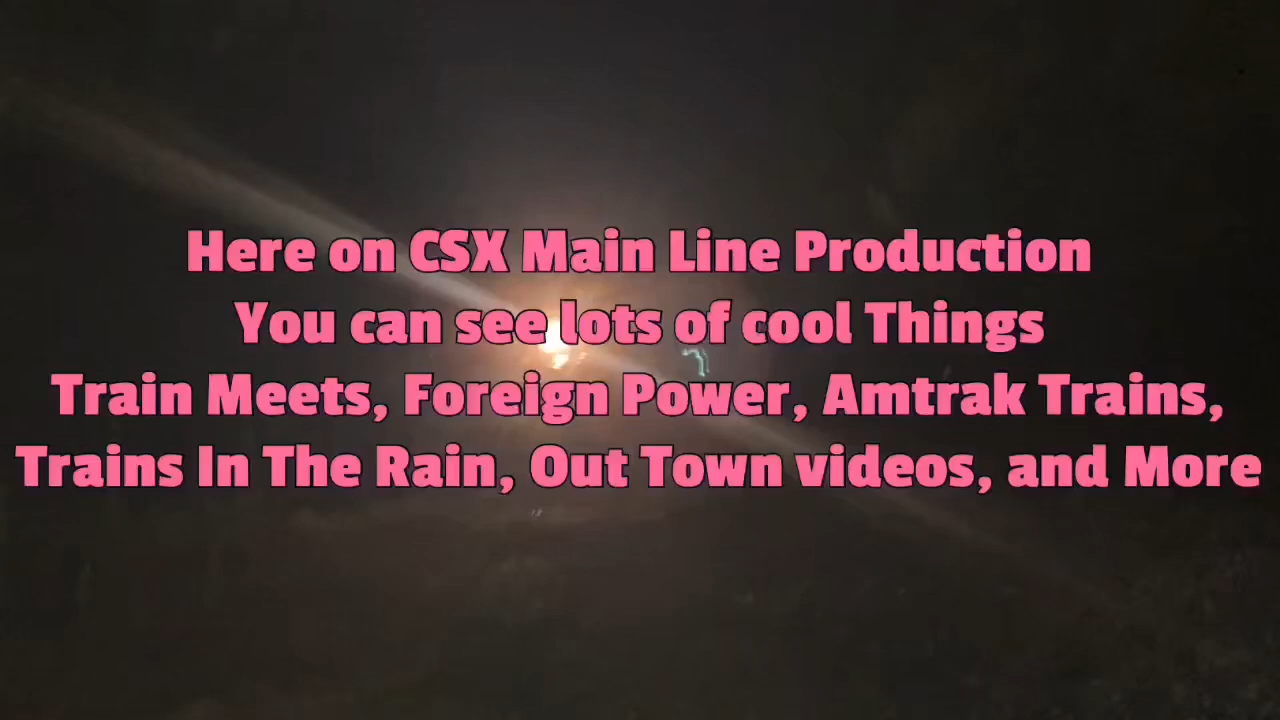 Here on CSX Main Line Production
You can see lots of cool Things
Train Meets, Foreign Power, Amtrak Trains,
Trains In The Rain, Out Town videos, and More